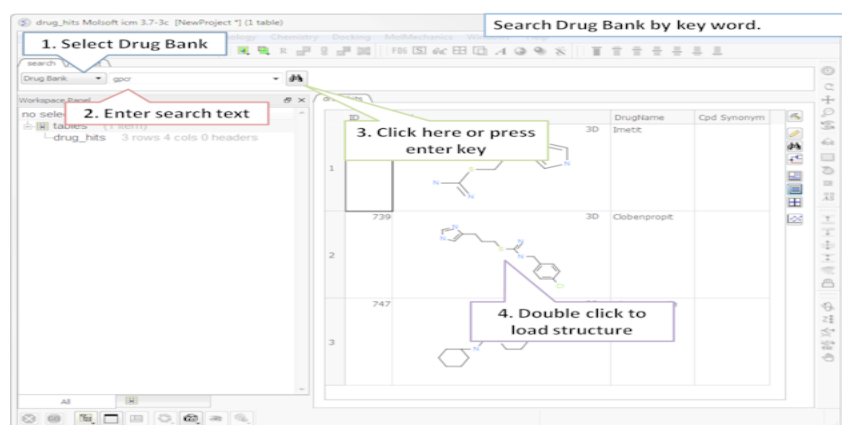 drug_hits Molsoft icm 3.7-3c [NewProject *] (1 table)
Search Drug Bank by key word.
1. Select Drug Bank
Chemistry Docking MolMechanics
search
Drug Bank gpcr
Workspace Panel
2. Enter search text
3. Click here or press
enter key
tables
drug_hits 3 rows 4 cols 0 headers
ID DrugName Cpd Synonym
1 3D Imetit
2 739 3D Clobenpropit
3 747
4. Double click to
load structure
All